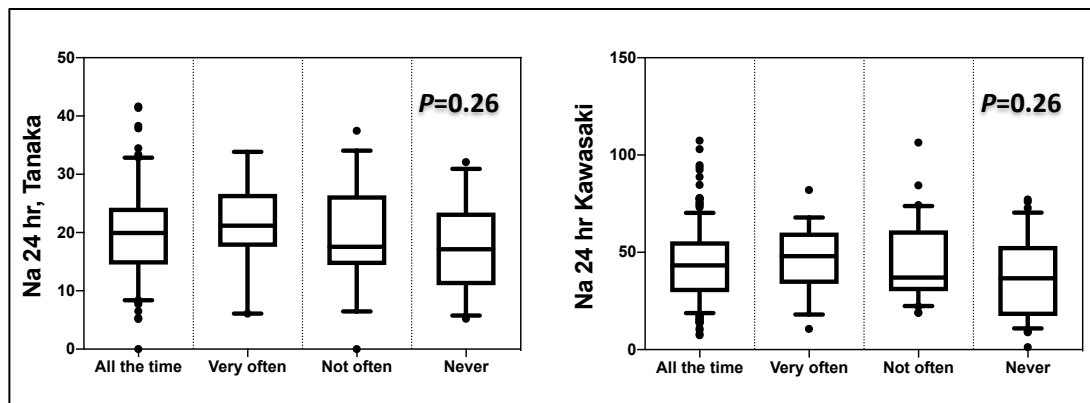 Na 24 hr, Tanaka
50
40
30
20
10
0
P=0.26
All the time Very often Not often Never
Na 24 hr Kawasaki
150
100
50
0
P=0.26
All the time Very often Not often Never